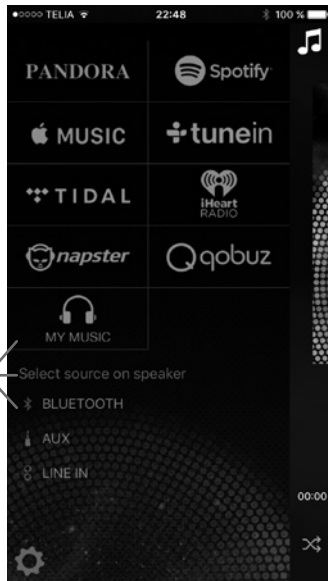 TELIA 22:48 100 %
PANDORA Spotify
MUSIC tunein
TIDAL iHeart RADIO
napster qobuz
MY MUSIC
Select source on speaker
BLUETOOTH
AUX
LINE IN
00:00